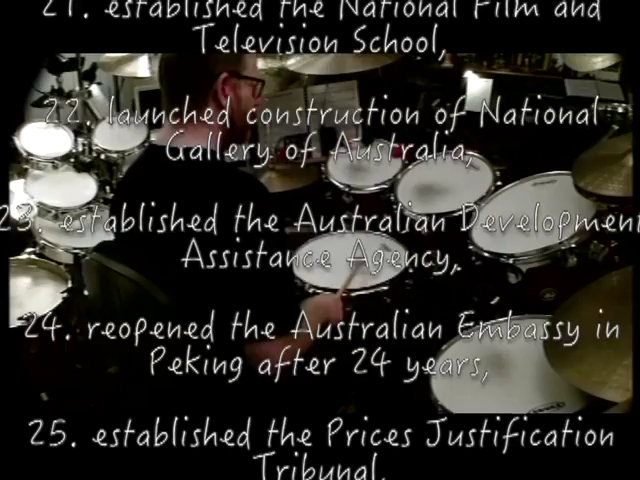 21. established the National Film and
Television School,
22. launched construction of National
Gallery of Australia,
23. established the Australian Development
Assistance Agency,
24. reopened the Australian Embassy in
Peking after 24 years,
25. established the Prices Justification
Tribunal,